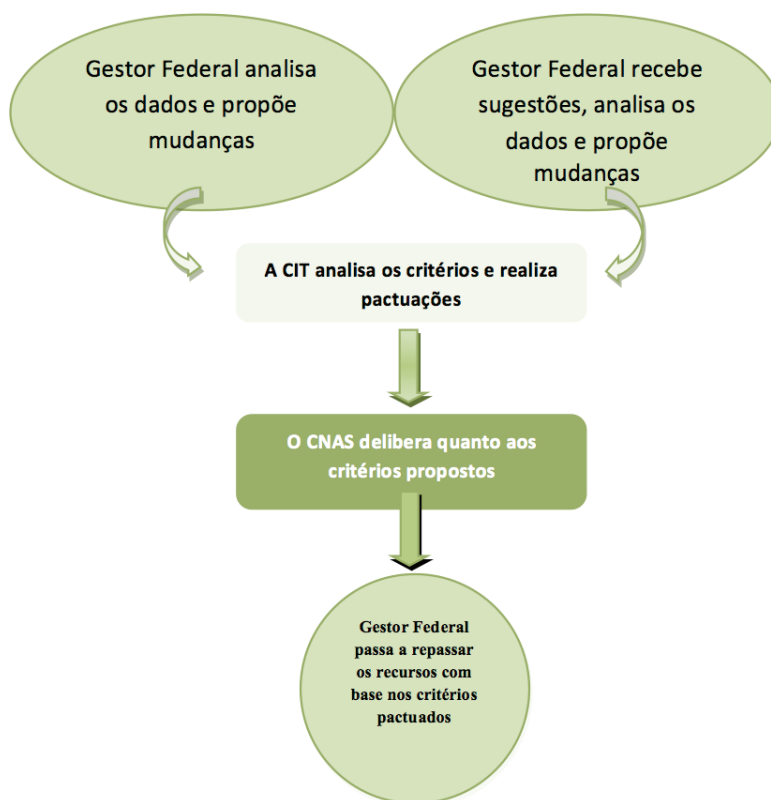 Gestor Federal analisa
os dados e propõe
mudanças
Gestor Federal recebe
sugestões, analisa os
dados e propõe
mudanças
A CIT analisa os critérios e realiza
pactuações
O CNAS delibera quanto aos
critérios propostos
Gestor Federal
passa a repassar
os recursos com
base nos critérios
pactuados